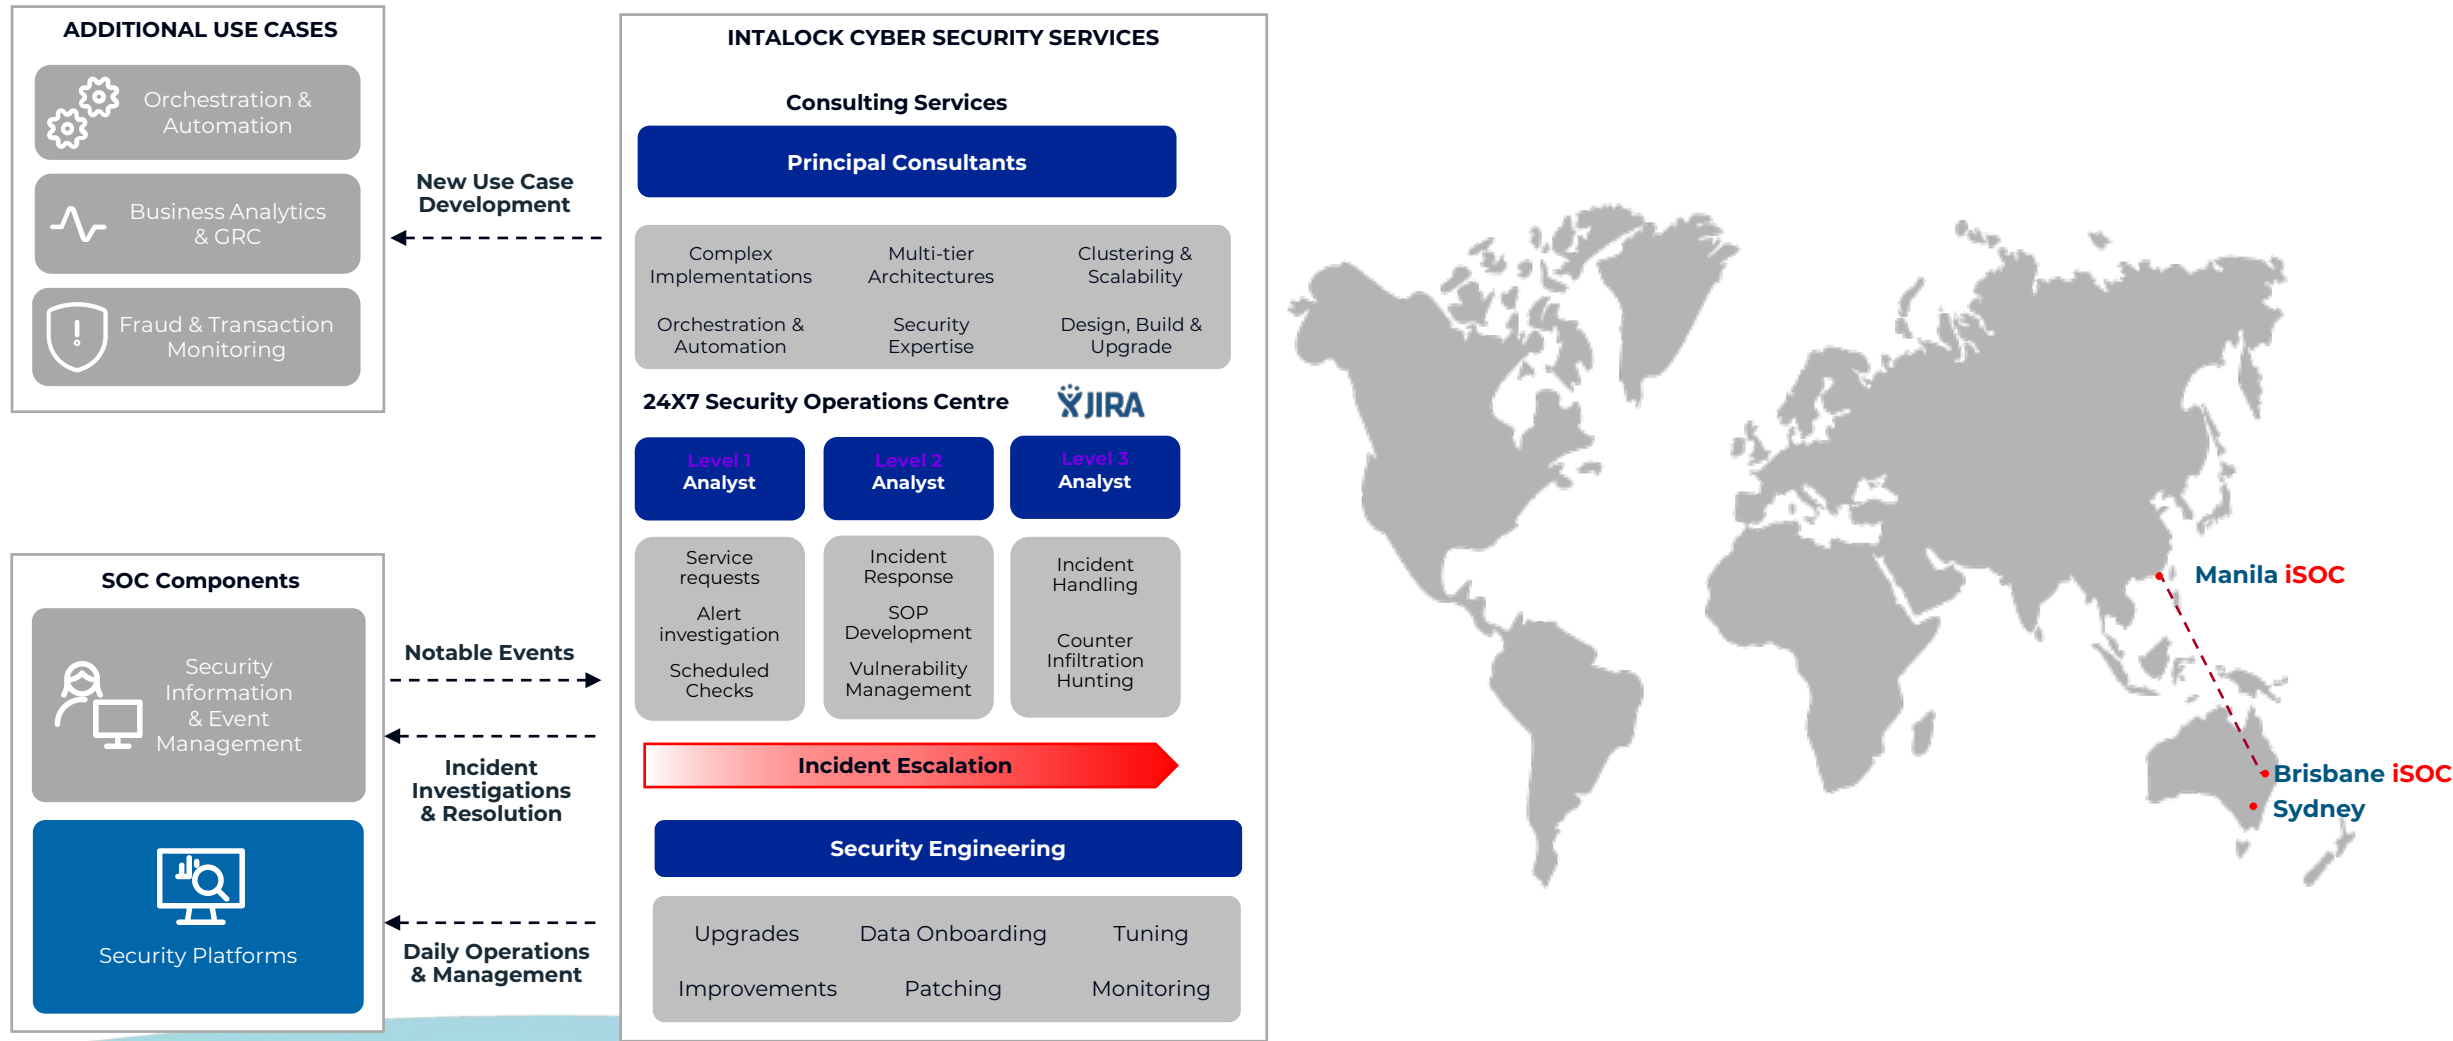 ADDITIONAL USE CASES
Orchestration &
Automation
Business Analytics
& GRC
Fraud & Transaction
Monitoring
New Use Case
Development
SOC Components
Security
Information
& Event
Management
Security Platforms
Notable Events
Incident
Investigations
& Resolution
Daily Operations
& Management
INTALOCK CYBER SECURITY SERVICES
Consulting Services
Principal Consultants
Complex
Implementations
Multi-tier
Architectures
Clustering &
Scalability
Orchestration &
Automation
Security
Expertise
Design, Build &
Upgrade
24X7 Security Operations Centre
JIRA
Level 1
Analyst
Level 2
Analyst
Level 3
Analyst
Service
requests
Alert
investigation
Scheduled
Checks
Incident
Response
SOP
Development
Vulnerability
Management
Incident
Handling
Counter
Infiltration
Hunting
Incident Escalation
Security Engineering
Upgrades
Data Onboarding
Tuning
Improvements
Patching
Monitoring
Manila iSOC
Brisbane iSOC
Sydney